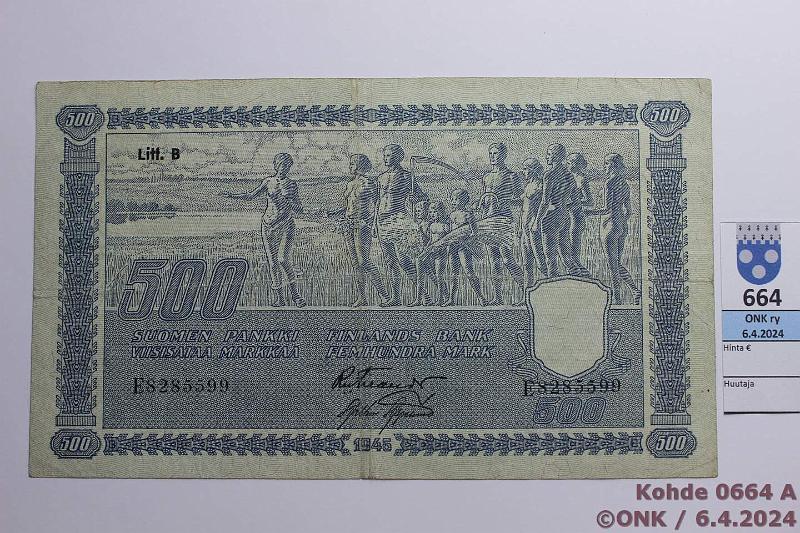 500 500
Litt. B
500
SUOMEN PANKKI FINLANDS BANK
VIISISATAA MARKKAA FEMHUNDRA MARK
E8285599 E8285599
500
500 1945 500
664
ONK ry
6.4.2024
Hinta €
Huutaja
Kohde 0664 A
©ONK / 6.4.2024